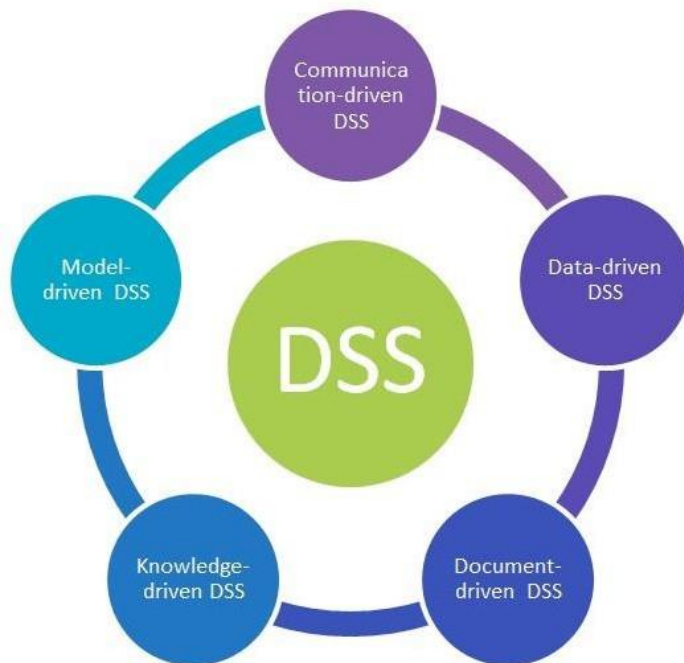 Communica
tion-driven
DSS
Model-
driven DSS
Data-driven
DSS
DSS
Knowledge-
driven DSS
Document-
driven DSS